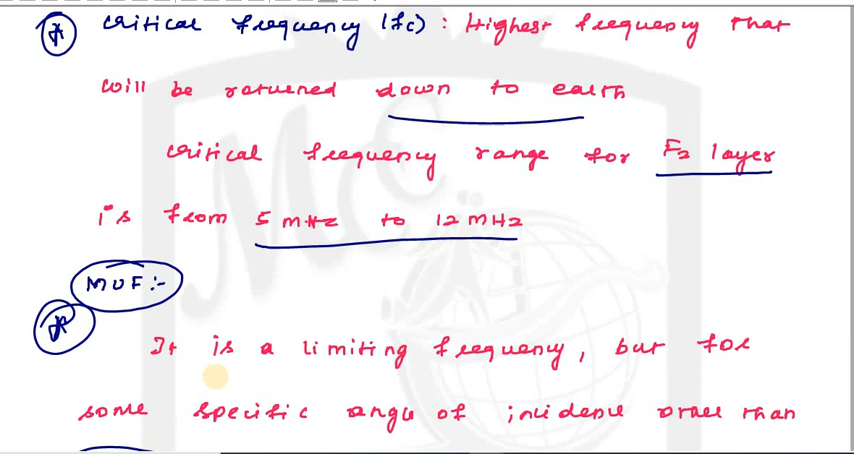 critical frequency (fc) : Highest frequency that
will be returned down to earth
critical frequency range for F2 layer
is from 5 MHz to 12 MHz
MUF :-
It is a limiting frequency, but for
some specific angle of incidence other than